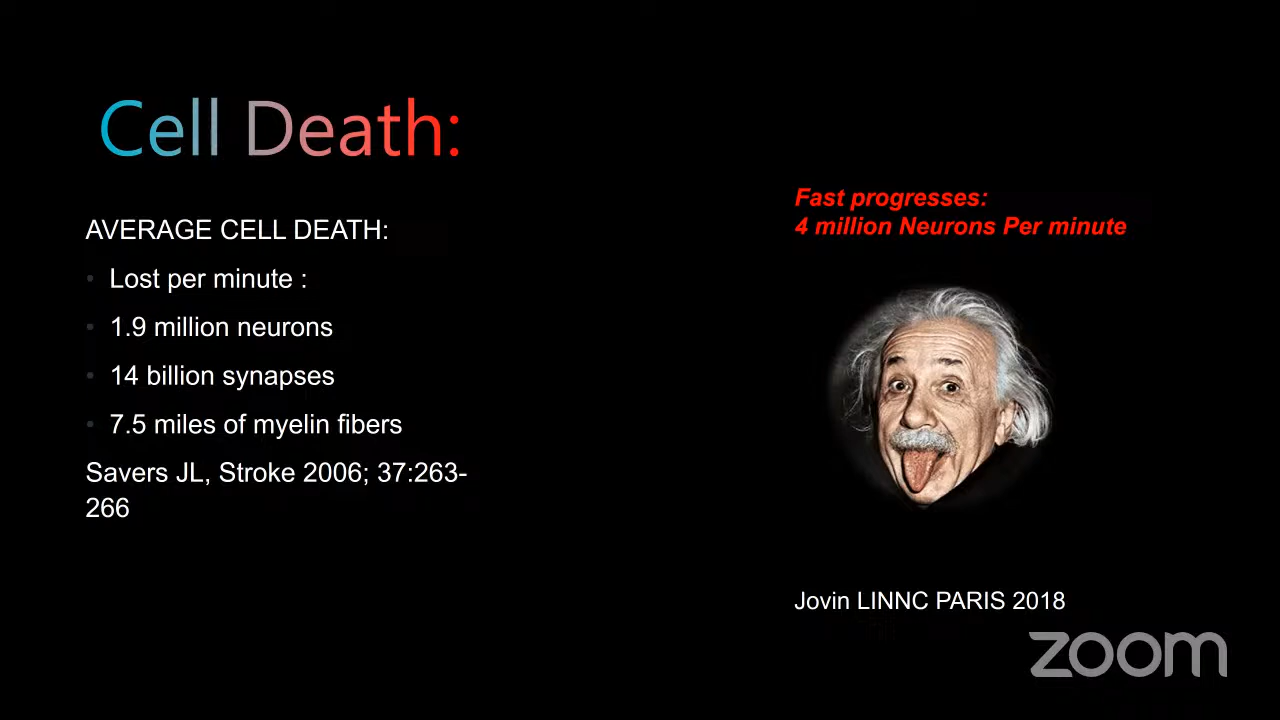 Cell Death:
AVERAGE CELL DEATH:
Lost per minute :
1.9 million neurons
14 billion synapses
7.5 miles of myelin fibers
Savers JL, Stroke 2006; 37:263-
266
Fast progresses:
4 million Neurons Per minute
Jovin LINNC PARIS 2018
zoom